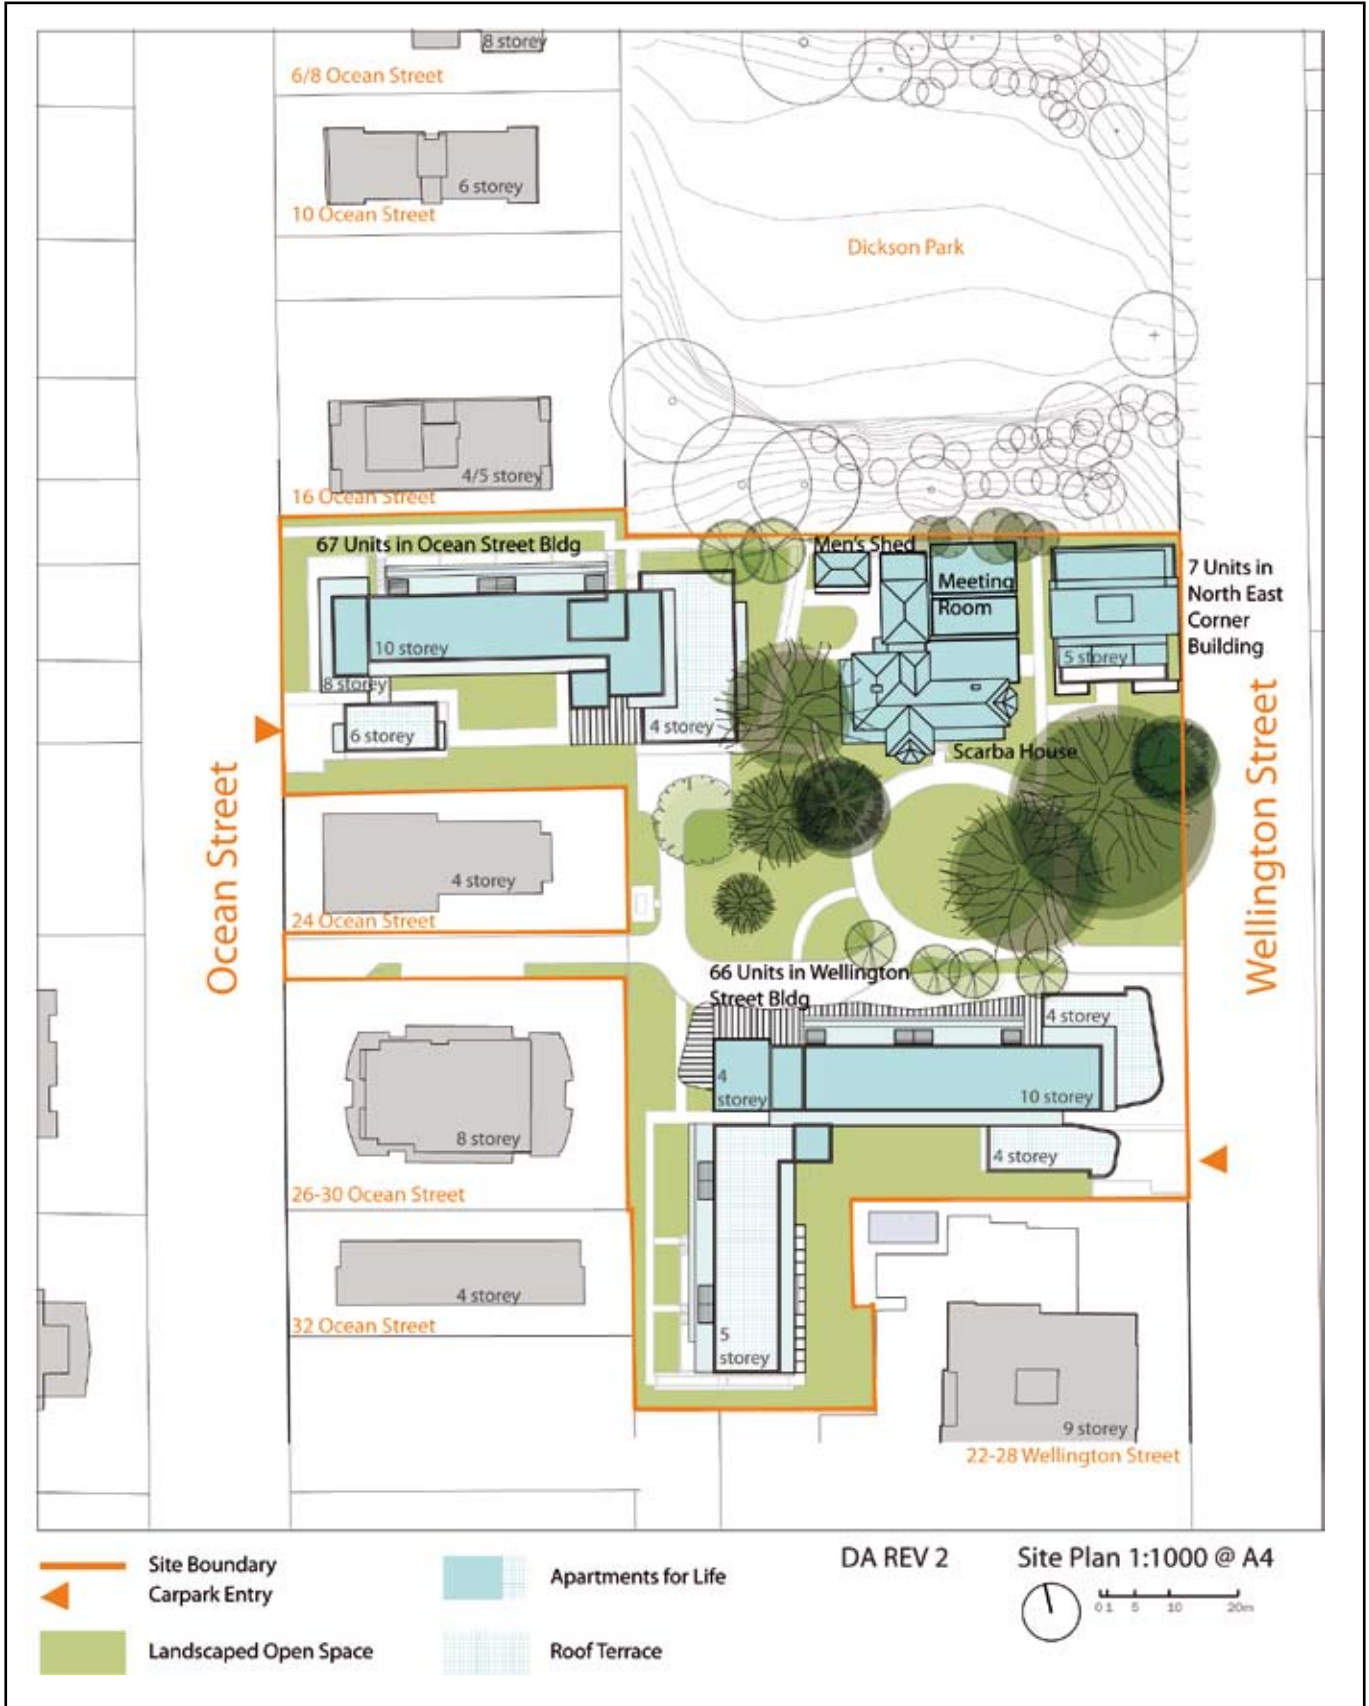 8 storey
6/8 Ocean Street
6 storey
10 Ocean Street
Dickson Park
4/5 storey
16 Ocean Street
67 Units in Ocean Street Bldg
Men's Shed
Meeting
Room
7 Units in
North East
Corner
Building
10 storey
5 storey
8 storey
6 storey
4 storey
Scarba House
Ocean Street
Wellington Street
4 storey
24 Ocean Street
66 Units in Wellington
Street Bldg
4 storey
4
storey
10 storey
8 storey
4 storey
26-30 Ocean Street
4 storey
32 Ocean Street
5
storey
9 storey
22-28 Wellington Street
Site Boundary
Carpark Entry
Landscaped Open Space
Apartments for Life
Roof Terrace
DA REV 2
Site Plan 1:1000 @ A4
0 1 5 10 20m